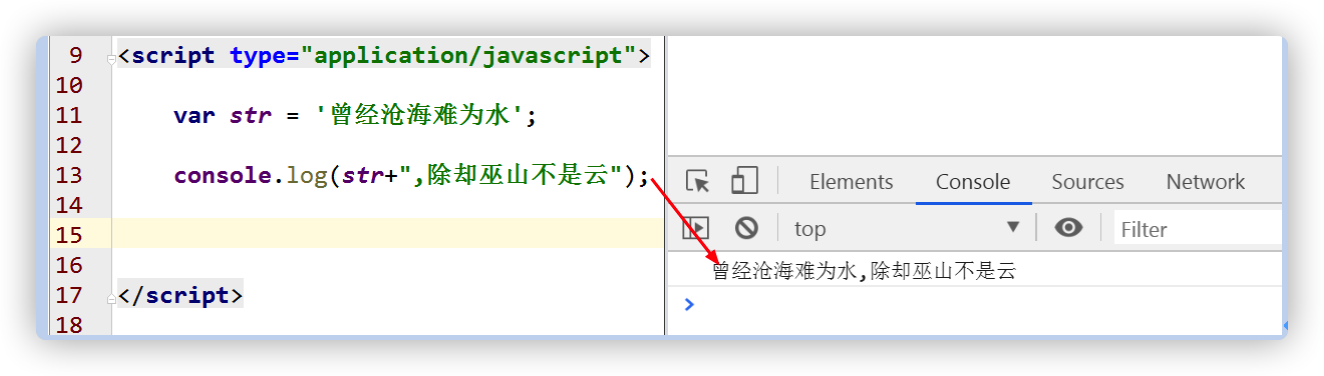 9 <script type="application/javascript">
10
11 var str = '曾经沧海难为水';
12
13 console.log(str+",除却巫山不是云");
14
15
16
17 </script>
18
Elements Console Sources Network
top Filter
曾经沧海难为水,除却巫山不是云
>